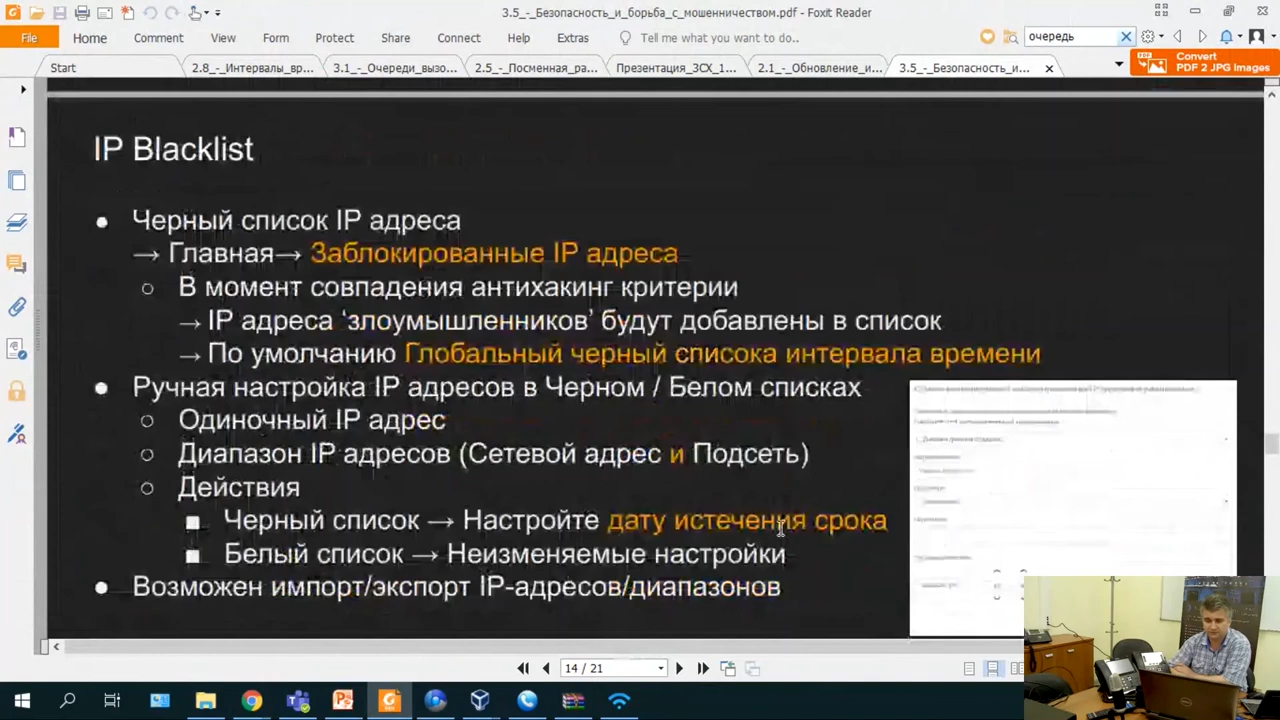 3.5_-_Безопасность_и_борьба_с_мошенничеством.pdf - Foxit Reader
File
Home
Comment
View
Form
Protect
Share
Connect
Help
Extras
Tell me what you want to do..
очередь
Start
2.8_-_Интервалы_вр...
3.1_-_Очереди_вызо...
2.5_-_Посменная_ра...
Презентация_3CX_1...
2.1_-_Обновление_и...
3.5_-_Безопасность_и...
Convert
PDF 2 JPG Images
IP Blacklist
● Черный список IP адреса
→ Главная→ Заблокированные IP адреса
○ В момент совпадения антихакинг критерии
→ IP адреса ‘злоумышленников’ будут добавлены в список
→ По умолчанию Глобальный черный списока интервала времени
● Ручная настройка IP адресов в Черном / Белом списках
○ Одиночный IP адрес
○ Диапазон IP адресов (Сетевой адрес и Подсеть)
○ Действия
■ Черный список → Настройте дату истечения срока
■ Белый список → Неизменяемые настройки
● Возможен импорт/экспорт IP-адресов/диапазонов
14 / 21